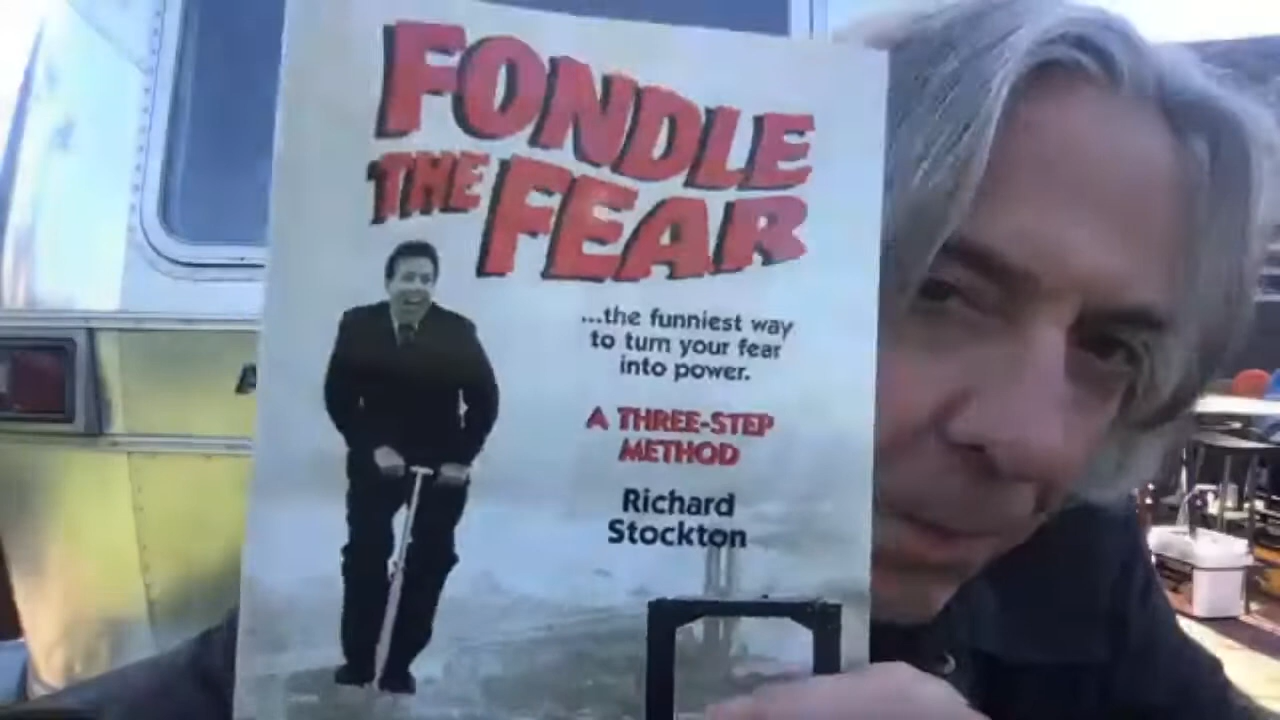 FONDLE
THE FEAR
...the funniest way
to turn your fear
into power.
A THREE-STEP
METHOD
Richard
Stockton